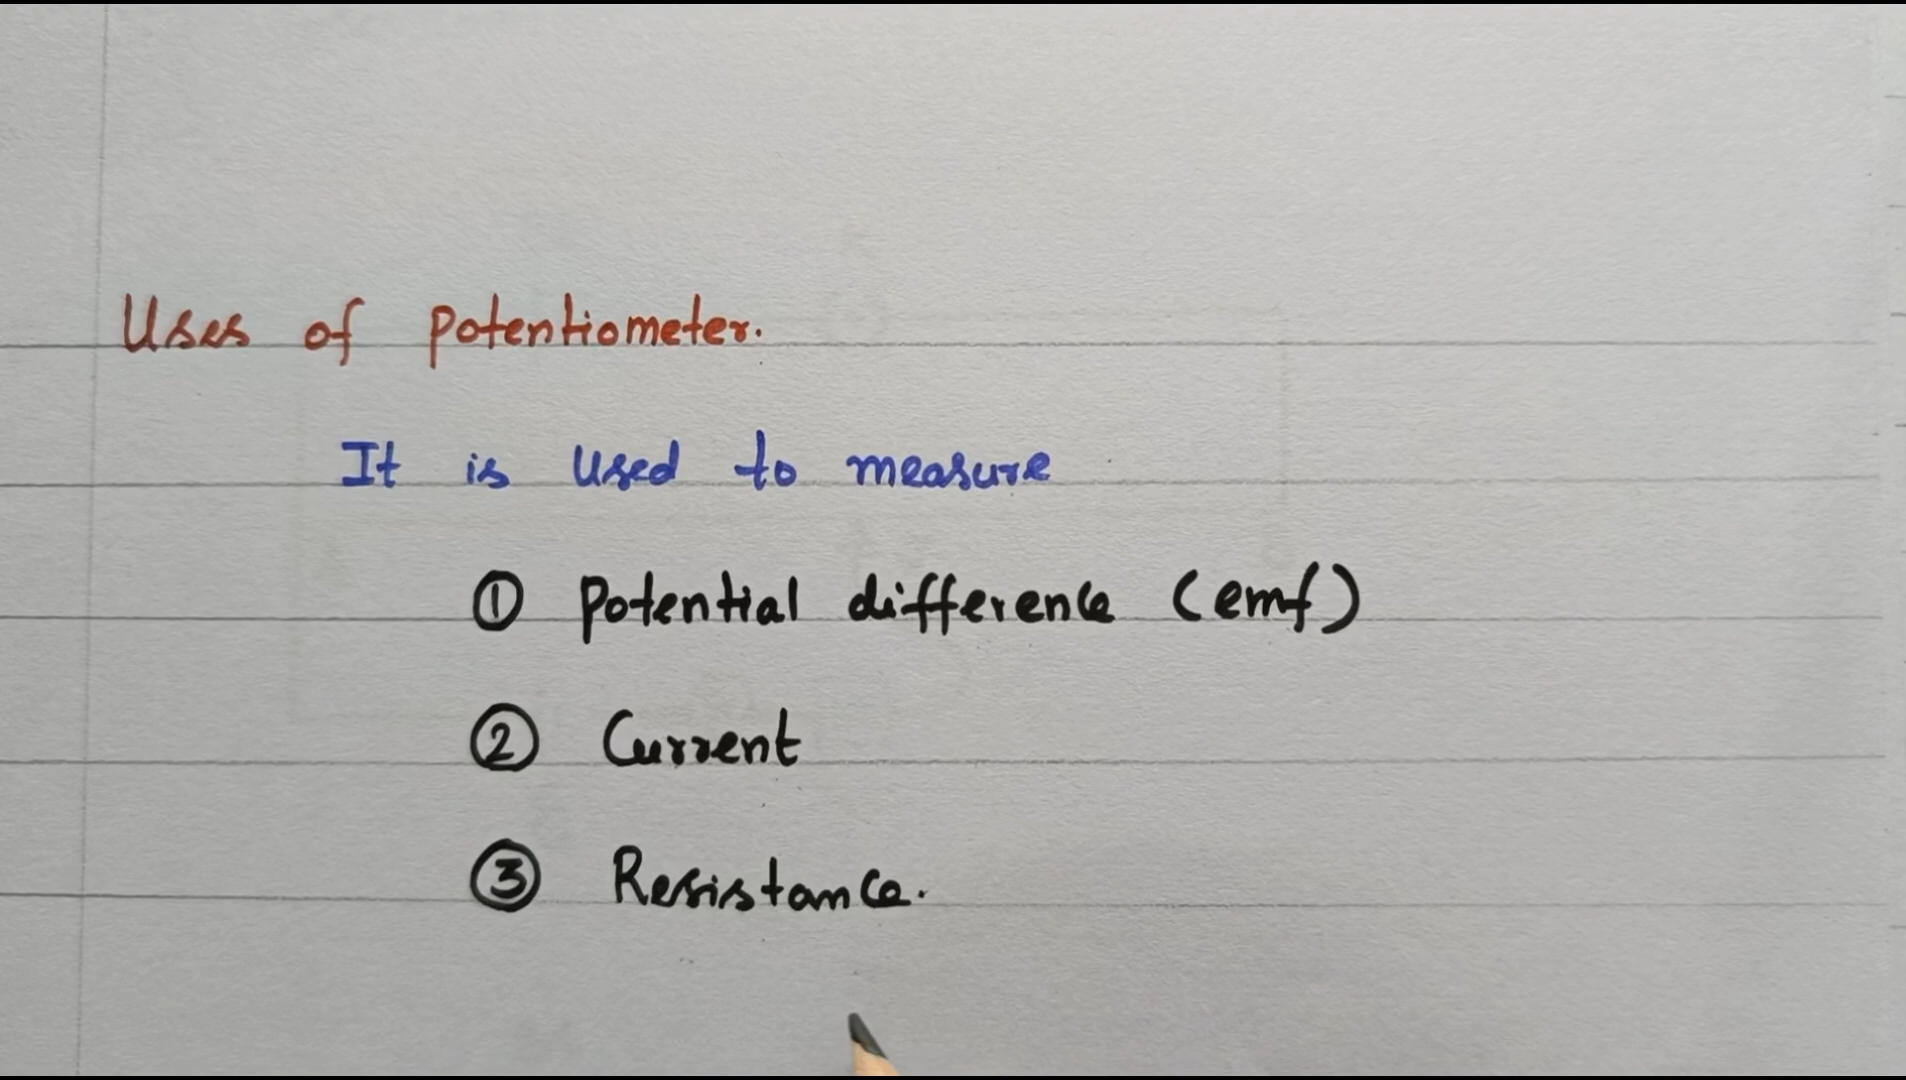 Uses of potentiometer.
It is used to measure
① potential difference (emf)
② Current
③ Resistance.